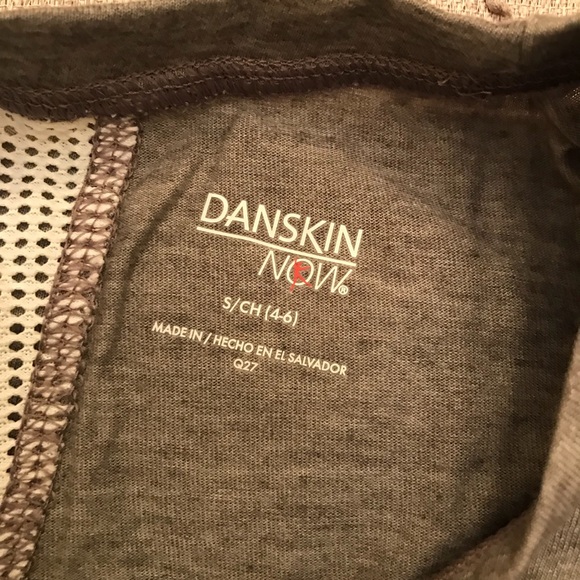 DANSKIN
NOW®
S/CH (4-6)
MADE IN / HECHO EN EL SALVADOR
Q27